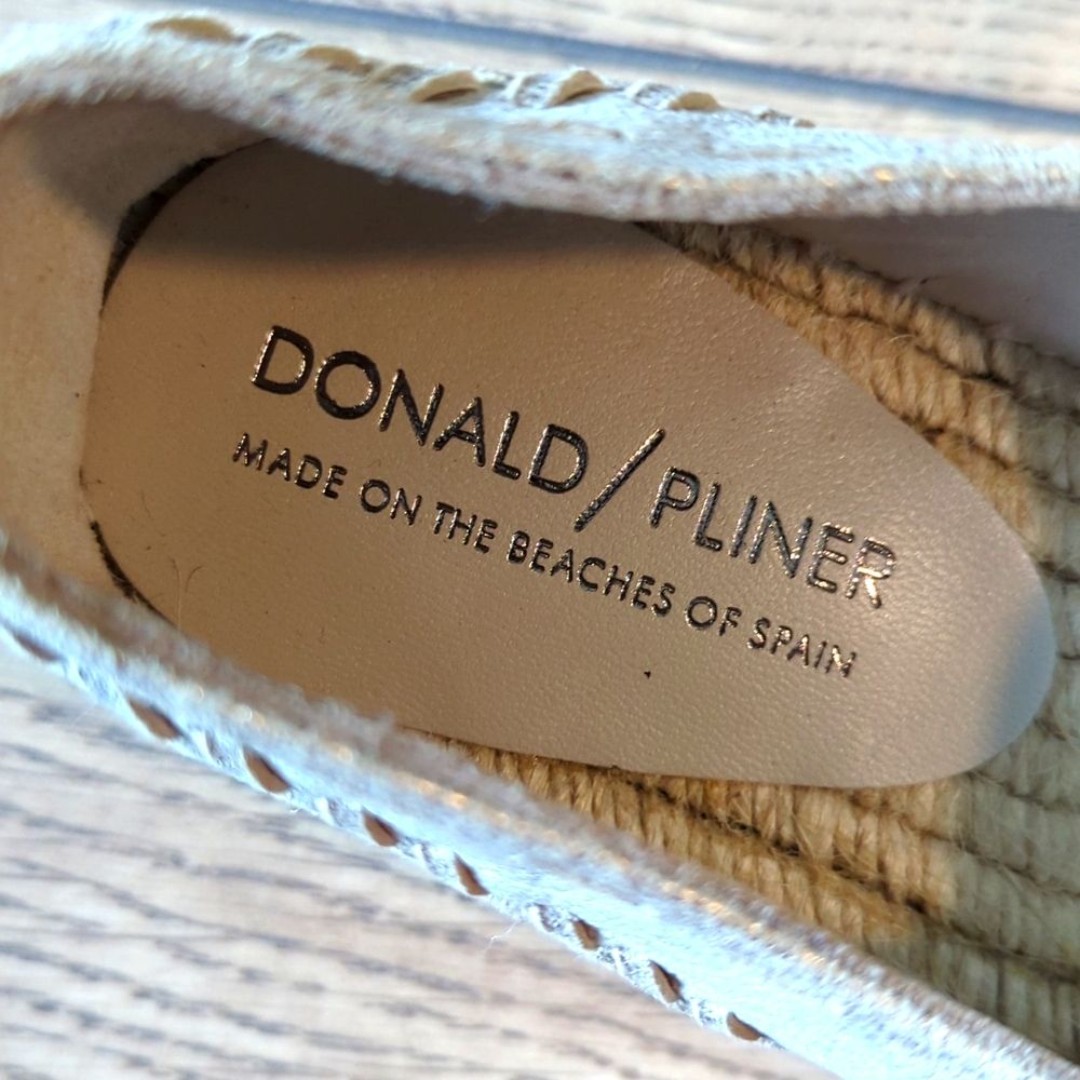 DONALD/PLINER
MADE ON THE BEACHES OF SPAIN